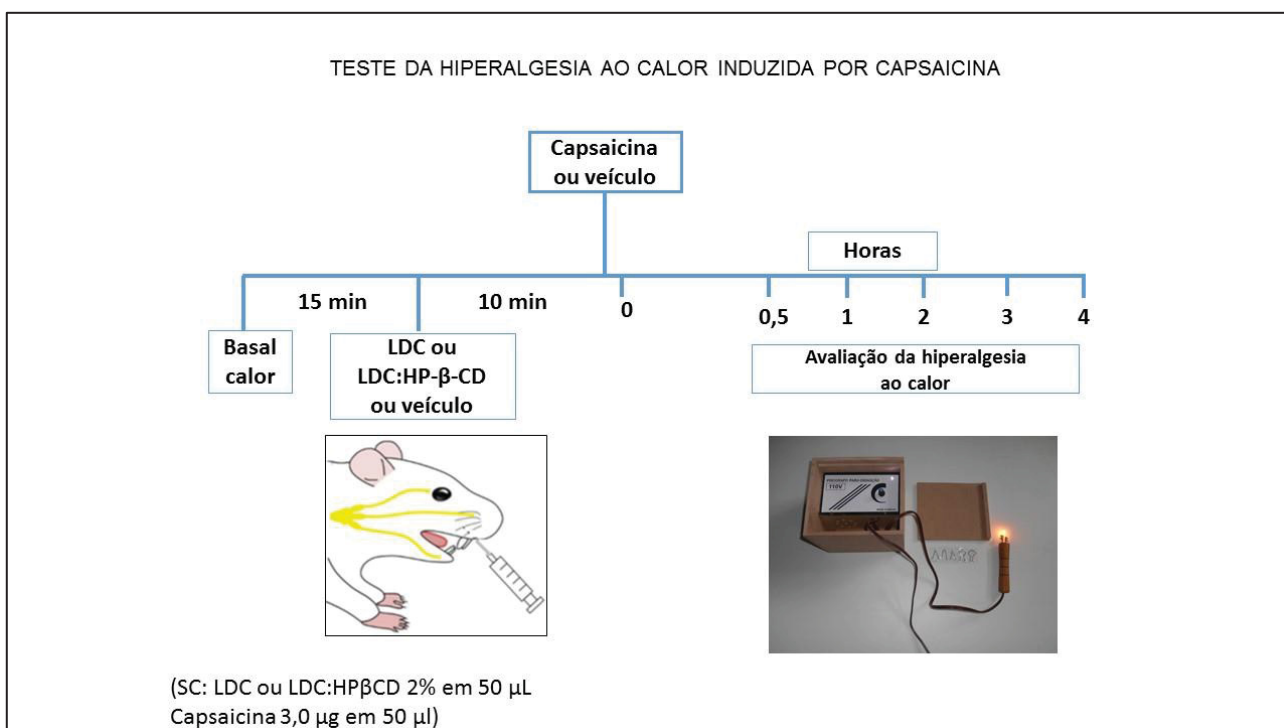 TESTE DA HIPERALGESIA AO CALOR INDUZIDA POR CAPSAICINA
Capsaicina
ou veículo
Horas
15 min
10 min
0
0,5
1
2
3
4
Basal
calor
LDC ou
LDC:HP-β-CD
ou veículo
Avaliação da hiperalgesia
ao calor
110V
(SC: LDC ou LDC:HPβCD 2% em 50 µL
Capsaicina 3,0 µg em 50 µl)